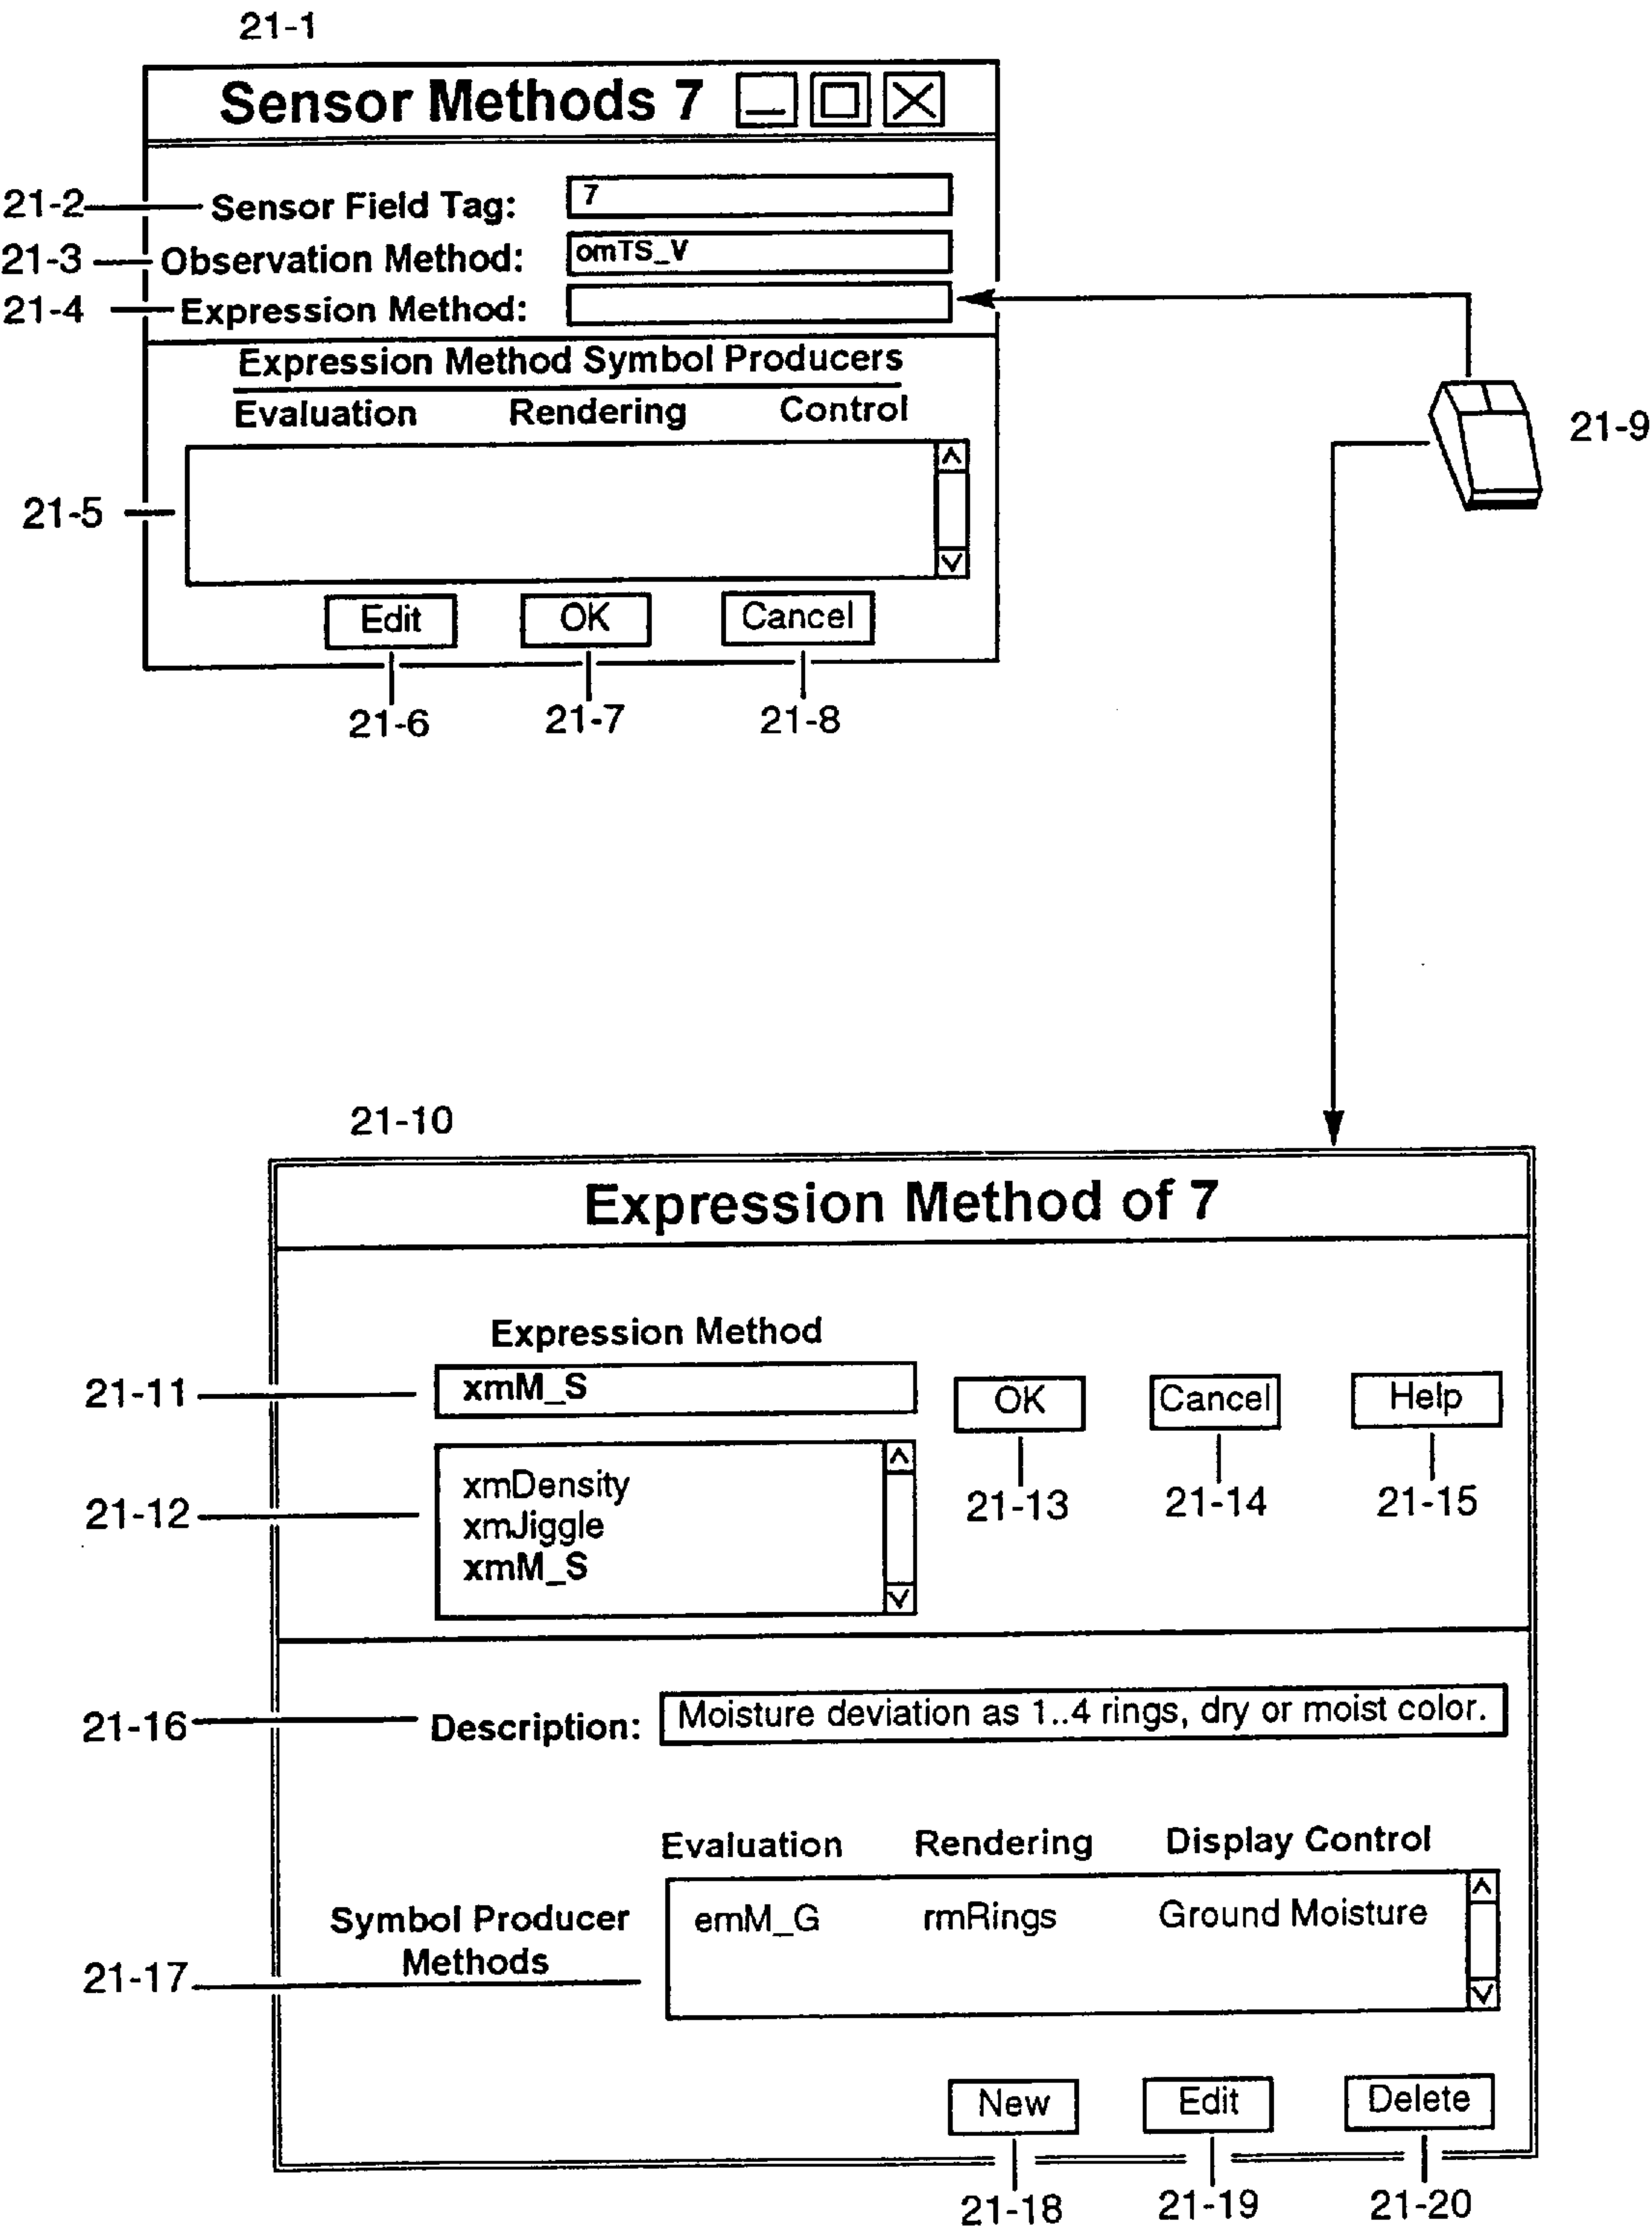 21-1
Sensor Methods 7
21-2 Sensor Field Tag: 7
21-3 Observation Method: omTS_V
21-4 Expression Method:
Expression Method Symbol Producers
Evaluation Rendering Control
21-9
21-5
Edit OK Cancel
21-6 21-7 21-8
21-10
Expression Method of 7
Expression Method
21-11 xmM_S OK Cancel Help
21-13 21-14 21-15
21-12
xmDensity
xmJiggle
xmM_S
21-16 Description: Moisture deviation as 1..4 rings, dry or moist color.
Evaluation Rendering Display Control
Symbol Producer emM_G rmRings Ground Moisture
Methods
21-17
New Edit Delete
21-18 21-19 21-20